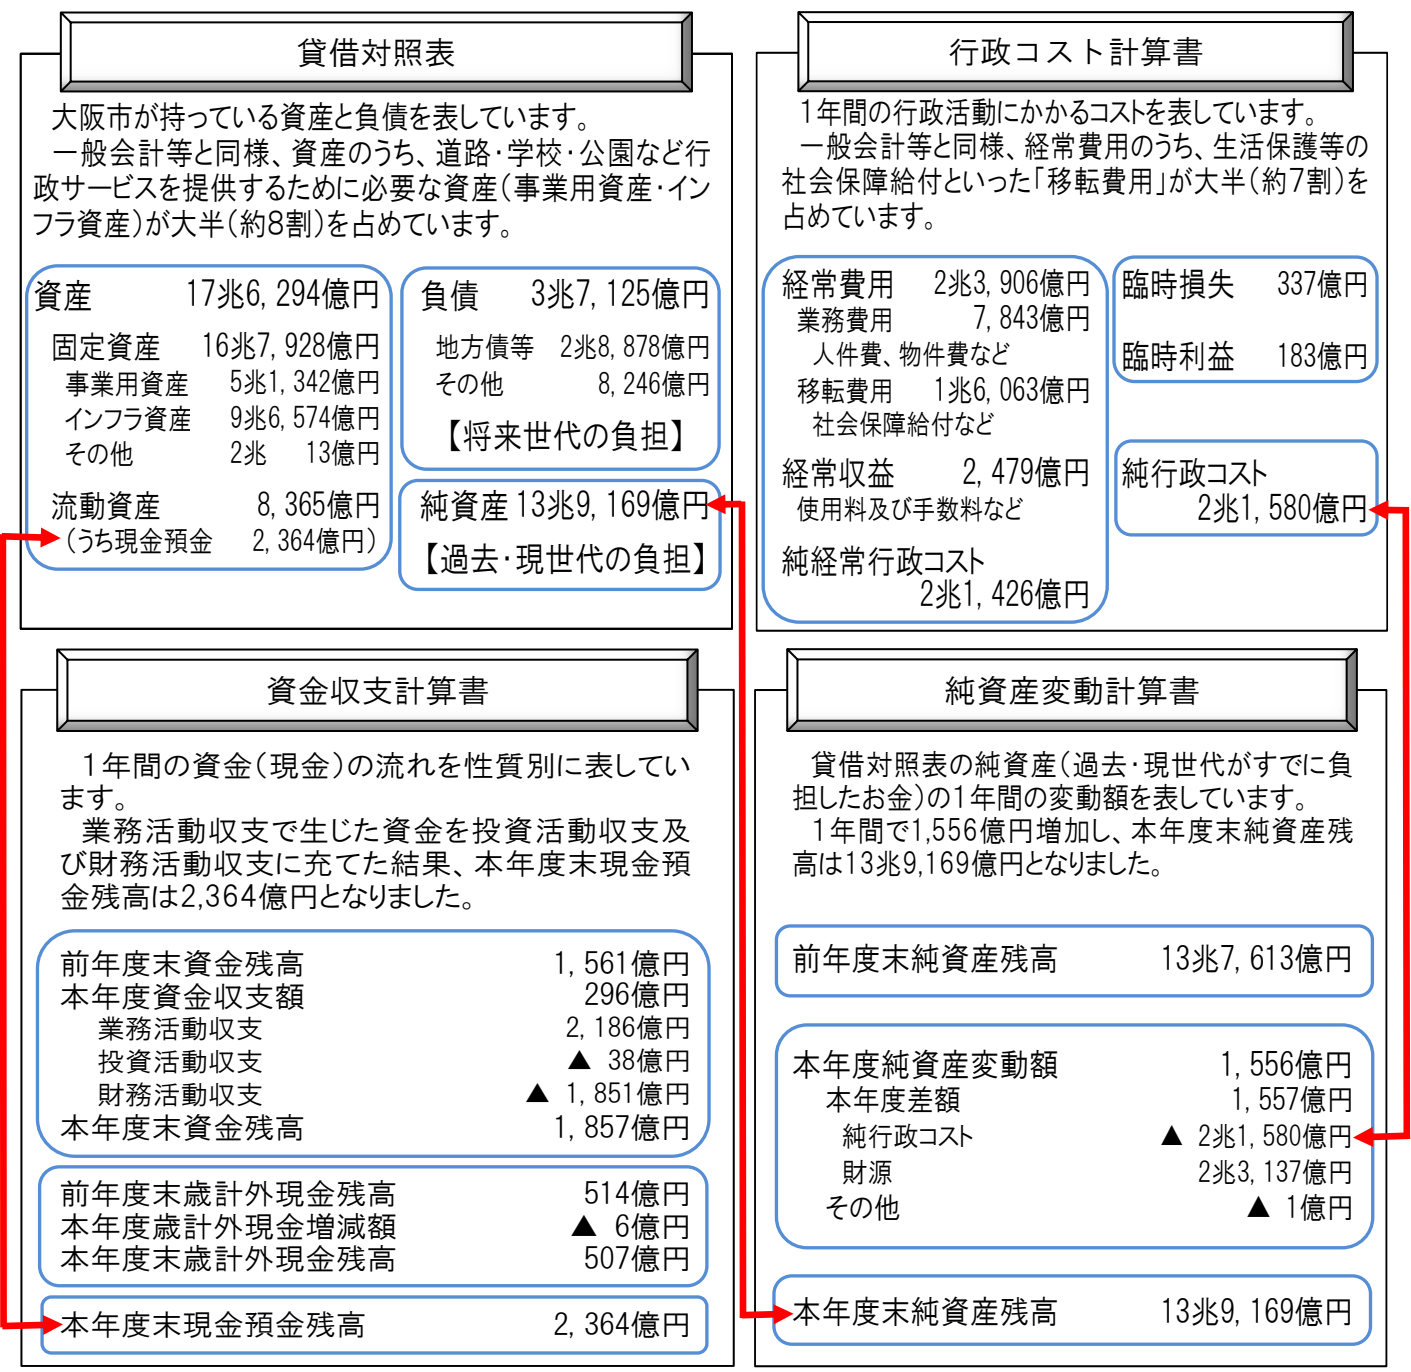 貸借対照表
大阪市が持っている資産と負債を表しています。
一般会計等と同様、資産のうち、道路・学校・公園など行
政サービスを提供するために必要な資産（事業用資産・イン
フラ資産）が大半（約8割）を占めています。
資産 17兆6,294億円
固定資産 16兆7,928億円
事業用資産 5兆1,342億円
インフラ資産 9兆6,574億円
その他 2兆 13億円
流動資産 8,365億円
（うち現金預金 2,364億円）
負債 3兆7,125億円
地方債等 2兆8,878億円
その他 8,246億円
【将来世代の負担】
純資産 13兆9,169億円
【過去・現世代の負担】
行政コスト計算書
1年間の行政活動にかかるコストを表しています。
一般会計等と同様、経常費用のうち、生活保護等の
社会保障給付といった「移転費用」が大半（約7割）を
占めています。
経常費用 2兆3,906億円
業務費用 7,843億円
人件費、物件費など
移転費用 1兆6,063億円
社会保障給付など
経常収益 2,479億円
使用料及び手数料など
純経常行政コスト
2兆1,426億円
臨時損失 337億円
臨時利益 183億円
純行政コスト
2兆1,580億円
資金収支計算書
1年間の資金（現金）の流れを性質別に表してい
ます。
業務活動収支で生じた資金を投資活動収支及
び財務活動収支に充てた結果、本年度末現金預
金残高は2,364億円となりました。
前年度末資金残高 1,561億円
本年度資金収支額 296億円
業務活動収支 2,186億円
投資活動収支 ▲ 38億円
財務活動収支 ▲ 1,851億円
本年度末資金残高 1,857億円
前年度末歳計外現金残高 514億円
本年度歳計外現金増減額 ▲ 6億円
本年度末歳計外現金残高 507億円
本年度末現金預金残高 2,364億円
純資産変動計算書
貸借対照表の純資産（過去・現世代がすでに負
担したお金）の1年間の変動額を表しています。
1年間で1,556億円増加し、本年度末純資産残
高は13兆9,169億円となりました。
前年度末純資産残高 13兆7,613億円
本年度純資産変動額 1,556億円
本年度差額 1,557億円
純行政コスト ▲ 2兆1,580億円
財源 2兆3,137億円
その他 ▲ 1億円
本年度末純資産残高 13兆9,169億円